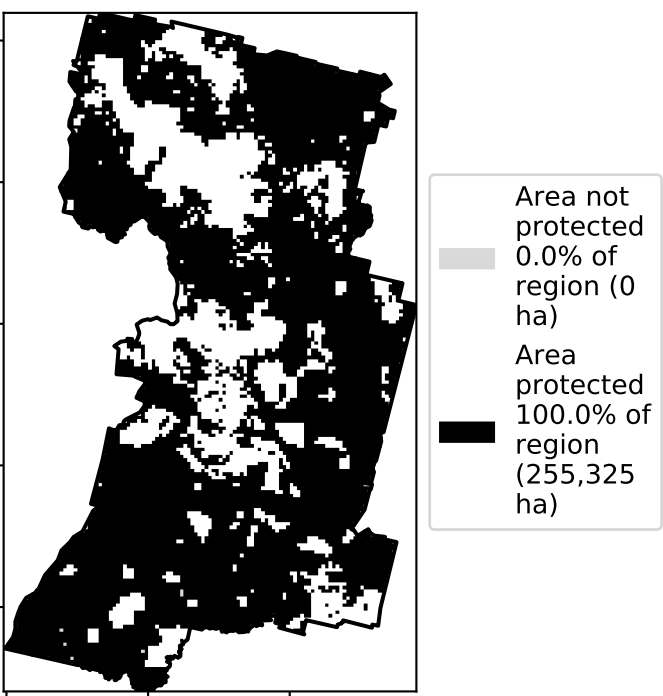 Area not
protected
0.0% of
region (0
ha)
Area
protected
100.0% of
region
(255,325
ha)